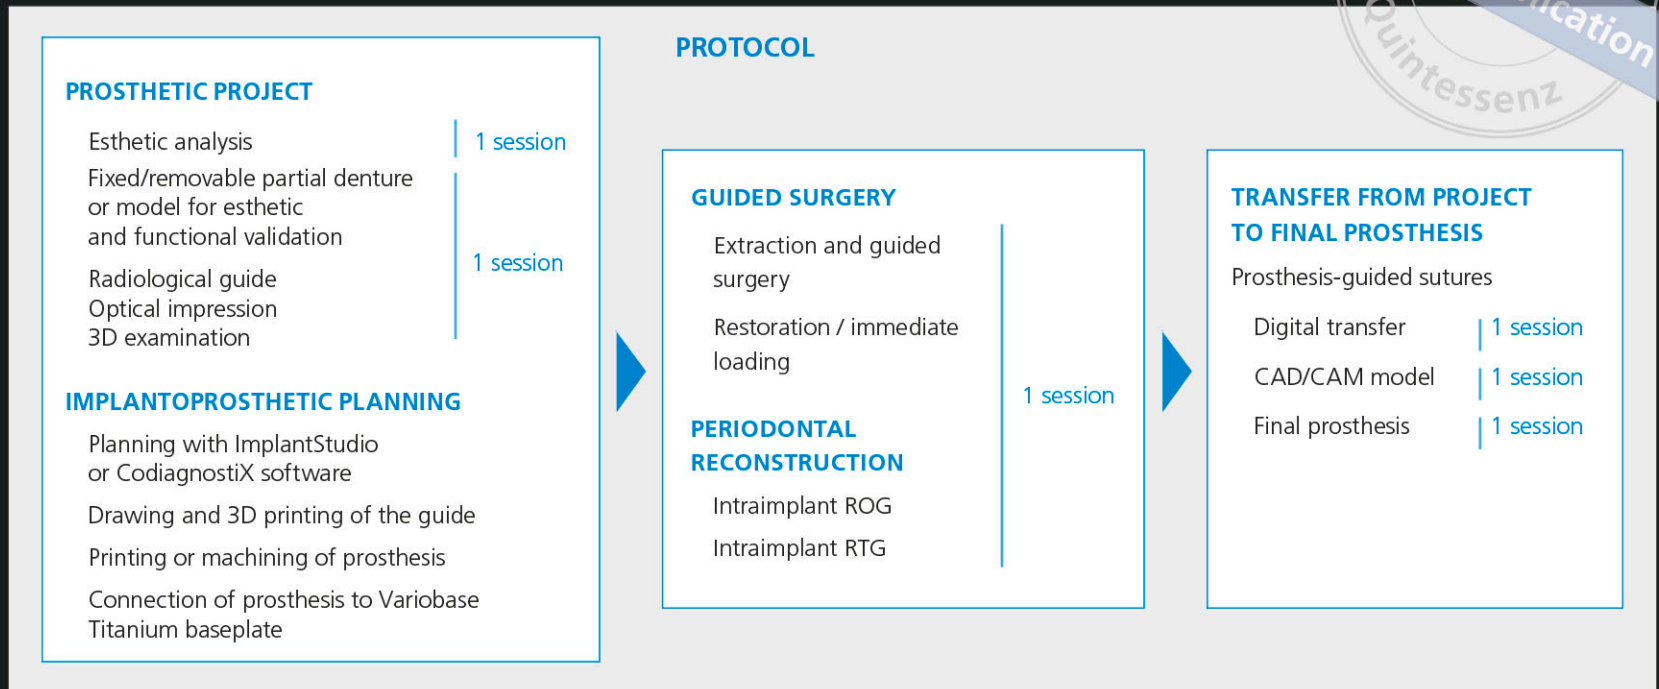 PROTOCOL
PROSTHETIC PROJECT
Esthetic analysis
1 session
Fixed/removable partial denture
or model for esthetic
and functional validation
Radiological guide
Optical impression
3D examination
1 session
IMPLANTOPROSTHETIC PLANNING
Planning with ImplantStudio
or CodiagnostiX software
Drawing and 3D printing of the guide
Printing or machining of prosthesis
Connection of prosthesis to Variobase
Titanium baseplate
GUIDED SURGERY
Extraction and guided
surgery
Restoration / immediate
loading
PERIODONTAL
RECONSTRUCTION
Intraimplant ROG
Intraimplant RTG
1 session
TRANSFER FROM PROJECT
TO FINAL PROSTHESIS
Prosthesis-guided sutures
Digital transfer
1 session
CAD/CAM model
1 session
Final prosthesis
1 session
Quintessenz